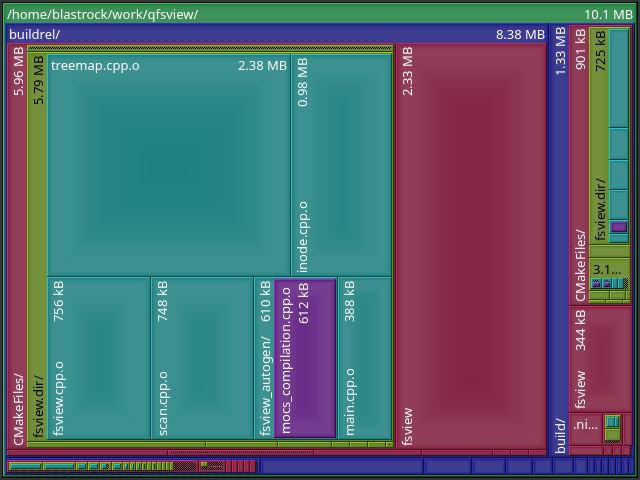 /home/blastrock/work/qfsview/ 10.1 MB
buildrel/ 8.38 MB
CMakeFiles/ 5.96 MB
fsview.dir/ 5.79 MB
treemap.cpp.o 2.38 MB
inode.cpp.o 0.98 MB
fsview.cpp.o 756 kB
scan.cpp.o 748 kB
fsview_autogen/ 610 kB
mocs_compilation.cpp.o 612 kB
main.cpp.o 388 kB
fsview 2.33 MB
build/ 1.33 MB
CMakeFiles/ 901 kB
fsview.dir/ 725 kB
3.1...
fsview 344 kB
.ni...